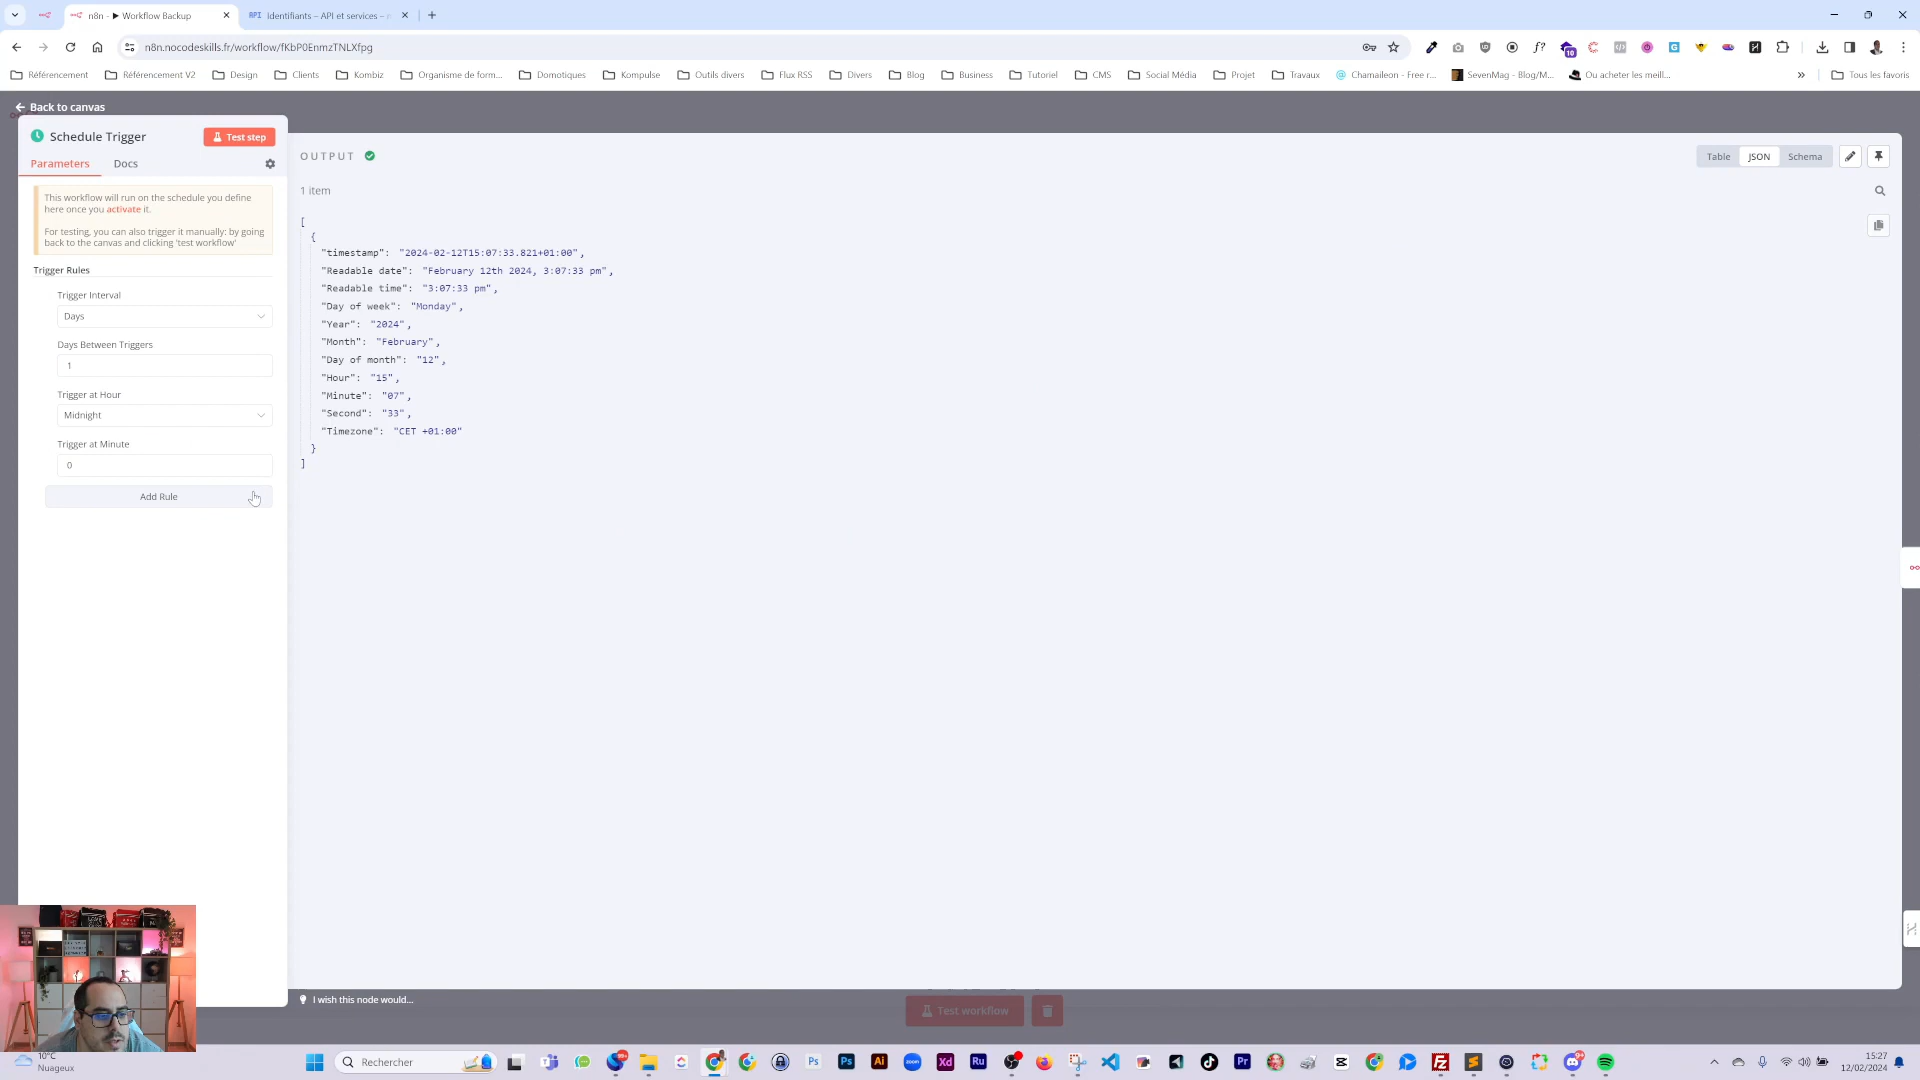 n8n - ▶ Workflow Backup
API Identifiants – API et services –
n8n.nocodeskills.fr/workflow/fKbP0EnmzTNLXfpg
Référencement
Référencement V2
Design
Clients
Kombiz
Organisme de form...
Domotiques
Kompulse
Outils divers
Flux RSS
Divers
Blog
Business
Tutoriel
CMS
Social Média
Projet
Travaux
Chamaileon - Free r...
SevenMag - Blog/M...
Ou acheter les meill...
»
Tous les favoris
Back to canvas
Schedule Trigger
Test step
Parameters
Docs
This workflow will run on the schedule you define
here once you activate it.
For testing, you can also trigger it manually: by going
back to the canvas and clicking 'test workflow'
Trigger Rules
Trigger Interval
Days
Days Between Triggers
1
Trigger at Hour
Midnight
Trigger at Minute
0
Add Rule
OUTPUT
Table
JSON
Schema
1 item
[
{
"timestamp": "2024-02-12T15:07:33.821+01:00",
"Readable date": "February 12th 2024, 3:07:33 pm",
"Readable time": "3:07:33 pm",
"Day of week": "Monday",
"Year": "2024",
"Month": "February",
"Day of month": "12",
"Hour": "15",
"Minute": "07",
"Second": "33",
"Timezone": "CET +01:00"
}
]
I wish this node would...
Test workflow
10°C
Nuageux
Rechercher
15:27
12/02/2024